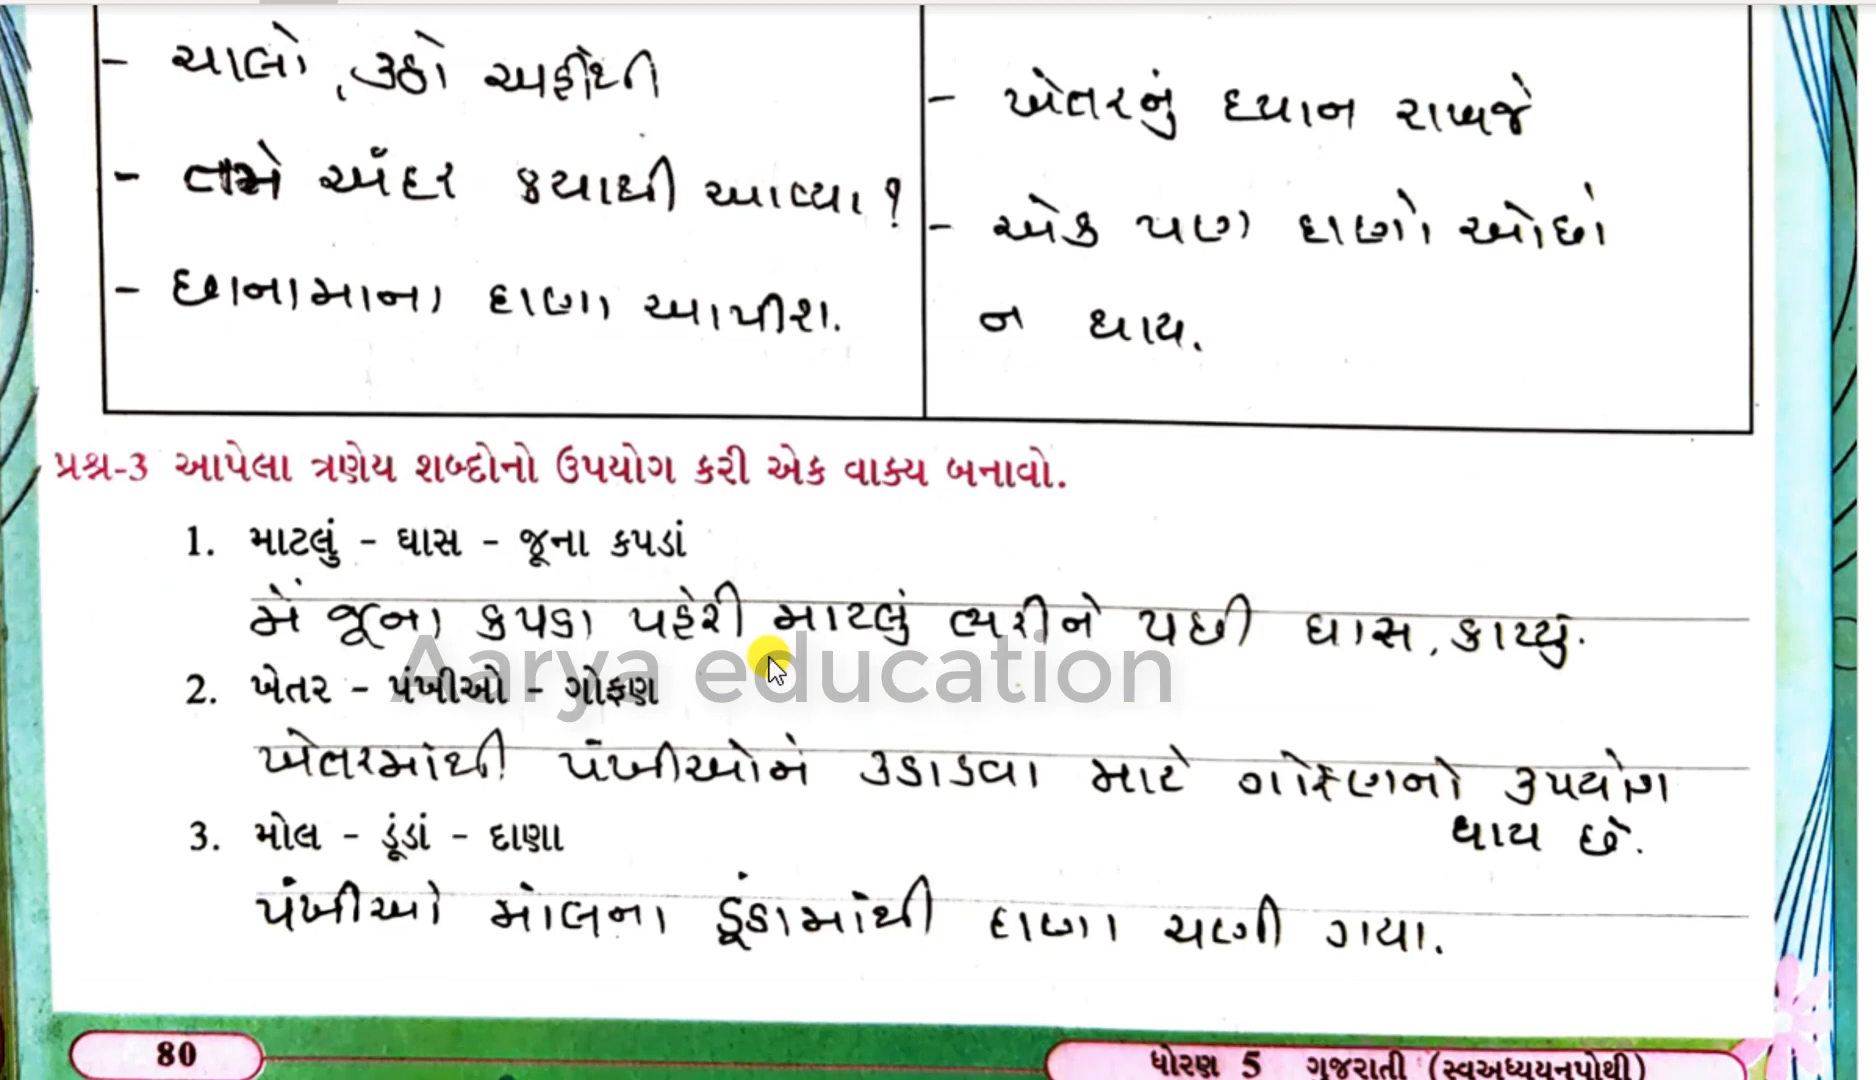 - ચાલો, ઉઠો અહીંથી
- તમે અંદર કયાથી આવ્યા?
- છાનામાના દાણા આપીશ.
- ખેતરનું ધ્યાન રાખજે
- એક પણ દાણો ઓછો
ન થાય.
પ્રશ્ન-3 આપેલા ત્રણેય શબ્દોનો ઉપયોગ કરી એક વાક્ય બનાવો.
1. માટલું - ઘાસ - જૂના કપડાં
મેં જૂના કપડા પહેરી માટલું ભરીને પછી ઘાસ, કાપ્યું.
Aarya education
2. ખેતર - પંખીઓ - ગોફણ
ખેતરમાંથી પંખીઓને ઉડાડવા માટે ગોફણનો ઉપયોગ
થાય છે.
3. મોલ - ડૂંડાં - દાણા
પંખીઓ મોલના ડૂંડામાંથી દાણા ચણી ગયા.
80
ધોરણ 5 ગુજરાતી (સ્વઅધ્યયનપોથી)